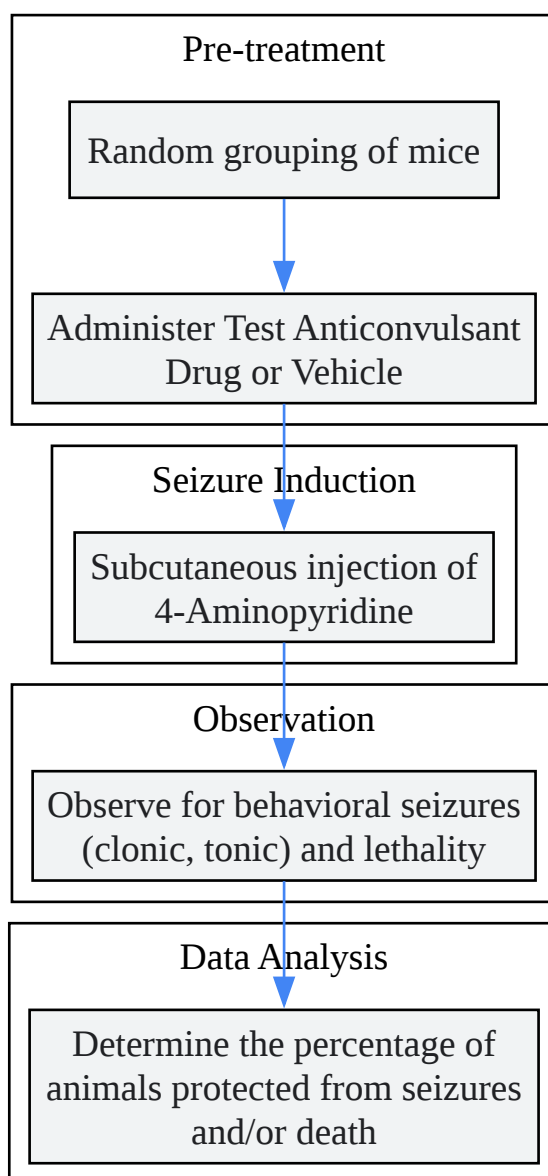 Pre-treatment
Random grouping of mice
Administer Test Anticonvulsant
Drug or Vehicle
Seizure Induction
Subcutaneous injection of
4-Aminopyridine
Observation
Observe for behavioral seizures
(clonic, tonic) and lethality
Data Analysis
Determine the percentage of
animals protected from seizures
and/or death